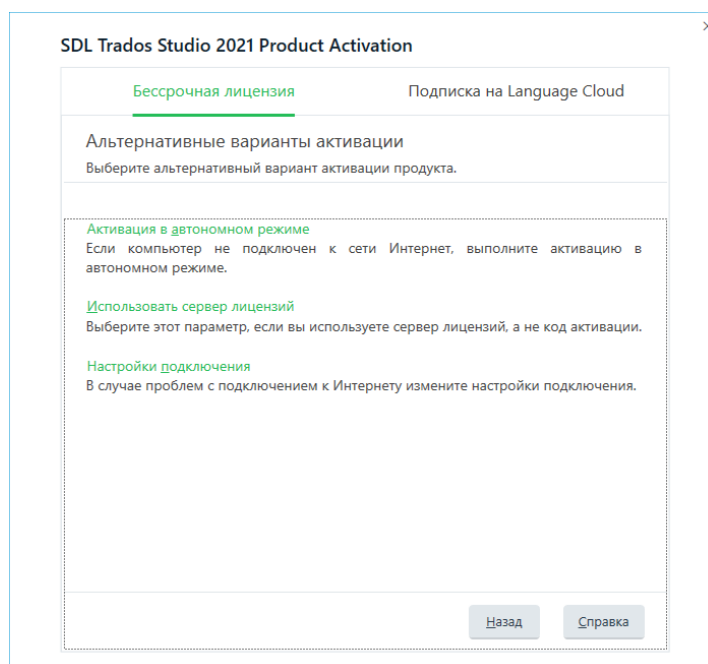 SDL Trados Studio 2021 Product Activation
Бессрочная лицензия
Подписка на Language Cloud
Альтернативные варианты активации
Выберите альтернативный вариант активации продукта.
Активация в автономном режиме
Если компьютер не подключен к сети Интернет, выполните активацию в
автономном режиме.
Использовать сервер лицензий
Выберите этот параметр, если вы используете сервер лицензий, а не код активации.
Настройки подключения
В случае проблем с подключением к Интернету измените настройки подключения.
Назад
Справка